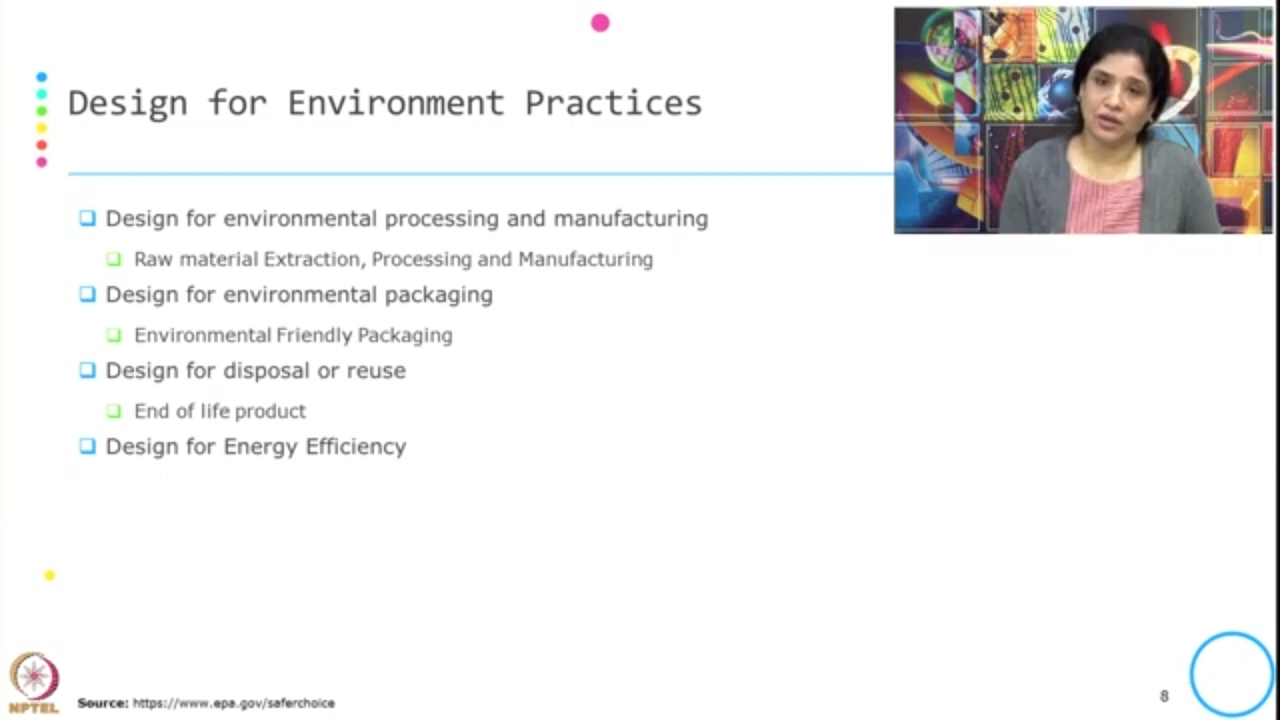 Design for Environment Practices
Design for environmental processing and manufacturing
Raw material Extraction, Processing and Manufacturing
Design for environmental packaging
Environmental Friendly Packaging
Design for disposal or reuse
End of life product
Design for Energy Efficiency
NPTEL
Source: https://www.epa.gov/saferchoice
8